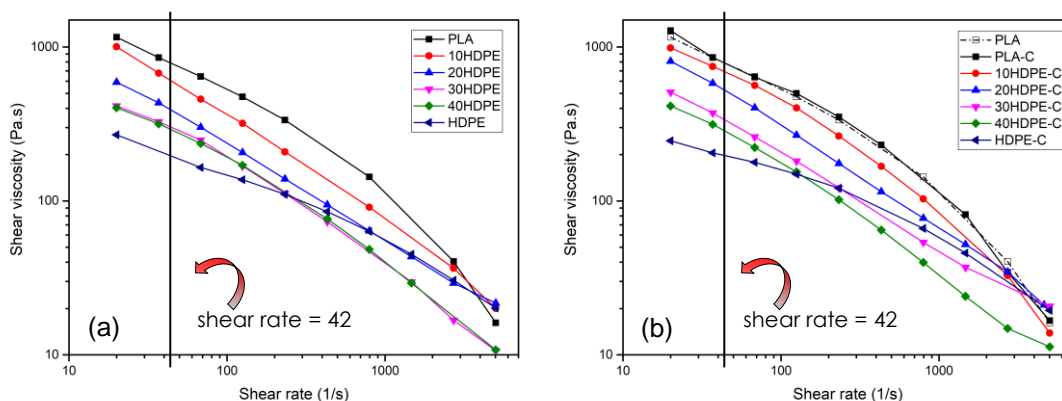 1000
100
10
Shear viscosity (Pa.s)
PLA
10HDPE
20HDPE
30HDPE
40HDPE
HDPE
(a)
shear rate = 42
10
100
1000
Shear rate (1/s)
1000
100
10
Shear viscosity (Pa.s)
PLA
PLA-C
10HDPE-C
20HDPE-C
30HDPE-C
40HDPE-C
HDPE-C
(b)
shear rate = 42
10
100
1000
Shear rate (1/s)